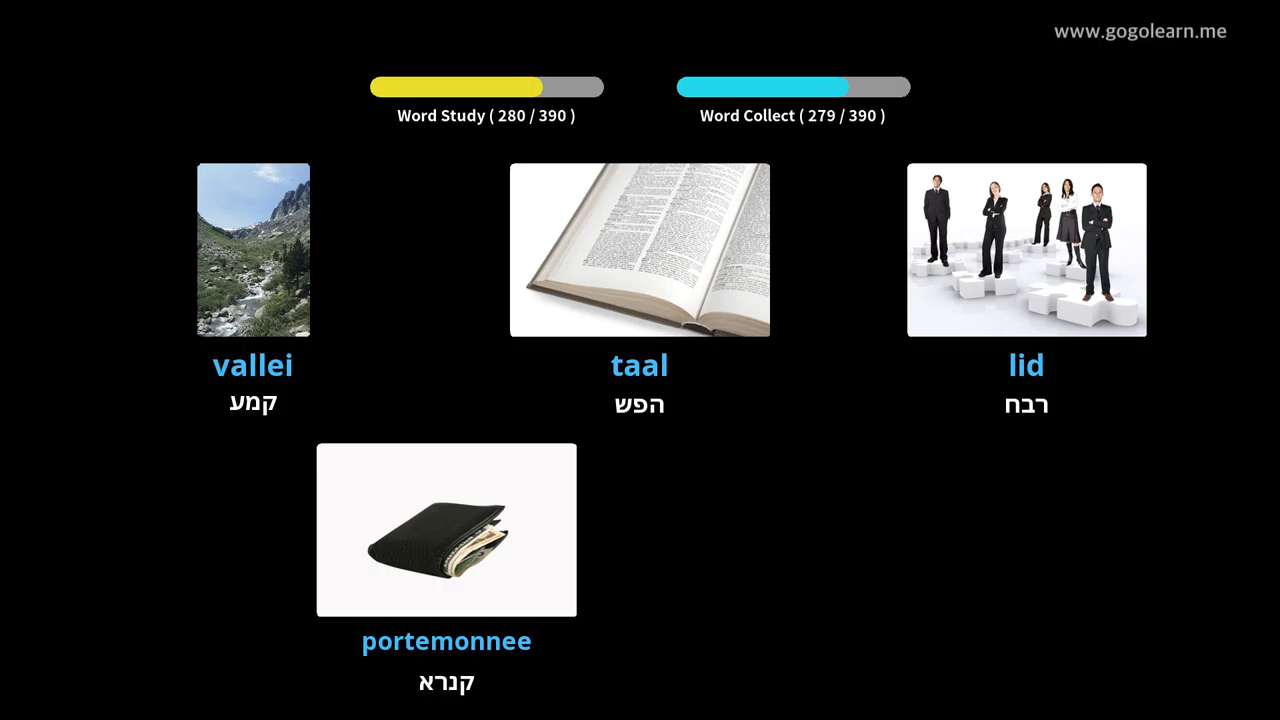 www.gogolearn.me
Word Study ( 280 / 390 )
Word Collect ( 279 / 390 )
vallei
קמע
taal
הפש
lid
רבח
portemonnee
קנרא